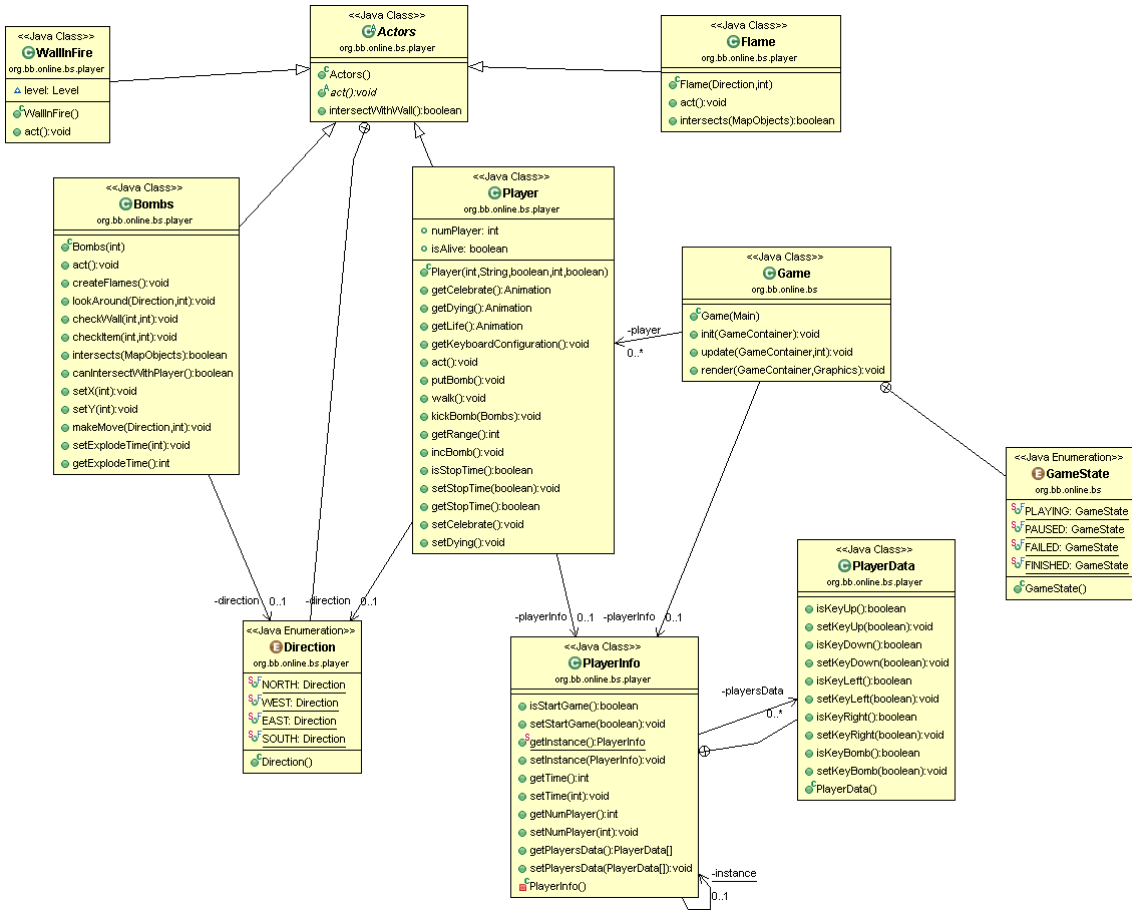 <<Java Class>>
WallInFire
org.bb.online.bs.player
level: Level
WallInFire()
act():void
<<Java Class>>
Actors
org.bb.online.bs.player
Actors()
act():void
intersectWithWall():boolean
<<Java Class>>
Flame
org.bb.online.bs.player
Flame(Direction,int)
act():void
intersects(MapObjects):boolean
<<Java Class>>
Bombs
org.bb.online.bs.player
Bombs(int)
act():void
createFlames():void
lookAround(Direction,int):void
checkWall(int,int):void
checkItem(int,int):void
intersects(MapObjects):boolean
canIntersectWithPlayer():boolean
setX(int):void
setY(int):void
makeMove(Direction,int):void
setExplodeTime(int):void
getExplodeTime():int
<<Java Class>>
Player
org.bb.online.bs.player
numPlayer: int
isAlive: boolean
Player(int,String,boolean,int,boolean)
getCelebrate():Animation
getDying():Animation
getLife():Animation
getKeyboardConfiguration():void
act():void
putBomb():void
walk():void
kickBomb(Bombs):void
getRange():int
incBomb():void
isStopTime():boolean
setStopTime(boolean):void
getStopTime():boolean
setCelebrate():void
setDying():void
<<Java Class>>
Game
org.bb.online.bs
Game(Main)
init(GameContainer):void
update(GameContainer,int):void
render(GameContainer,Graphics):void
-player
0..*
<<Java Enumeration>>
GameState
org.bb.online.bs
PLAYING: GameState
PAUSED: GameState
FAILED: GameState
FINISHED: GameState
GameState()
-direction 0..1
-direction 0..1
<<Java Enumeration>>
Direction
org.bb.online.bs.player
NORTH: Direction
WEST: Direction
EAST: Direction
SOUTH: Direction
Direction()
-playerInfo 0..1
-playerInfo 0..1
<<Java Class>>
PlayerInfo
org.bb.online.bs.player
isStartGame():boolean
setStartGame(boolean):void
getInstance():PlayerInfo
setInstance(PlayerInfo):void
getTime():int
setTime(int):void
getNumPlayer():int
setNumPlayer(int):void
getPlayersData():PlayerData[]
setPlayersData(PlayerData[]):void
PlayerInfo()
-playersData
0..*
-instance
0..1
<<Java Class>>
PlayerData
org.bb.online.bs.player
isKeyUp():boolean
setKeyUp(boolean):void
isKeyDown():boolean
setKeyDown(boolean):void
isKeyLeft():boolean
setKeyLeft(boolean):void
isKeyRight():boolean
setKeyRight(boolean):void
isKeyBomb():boolean
setKeyBomb(boolean):void
PlayerData()